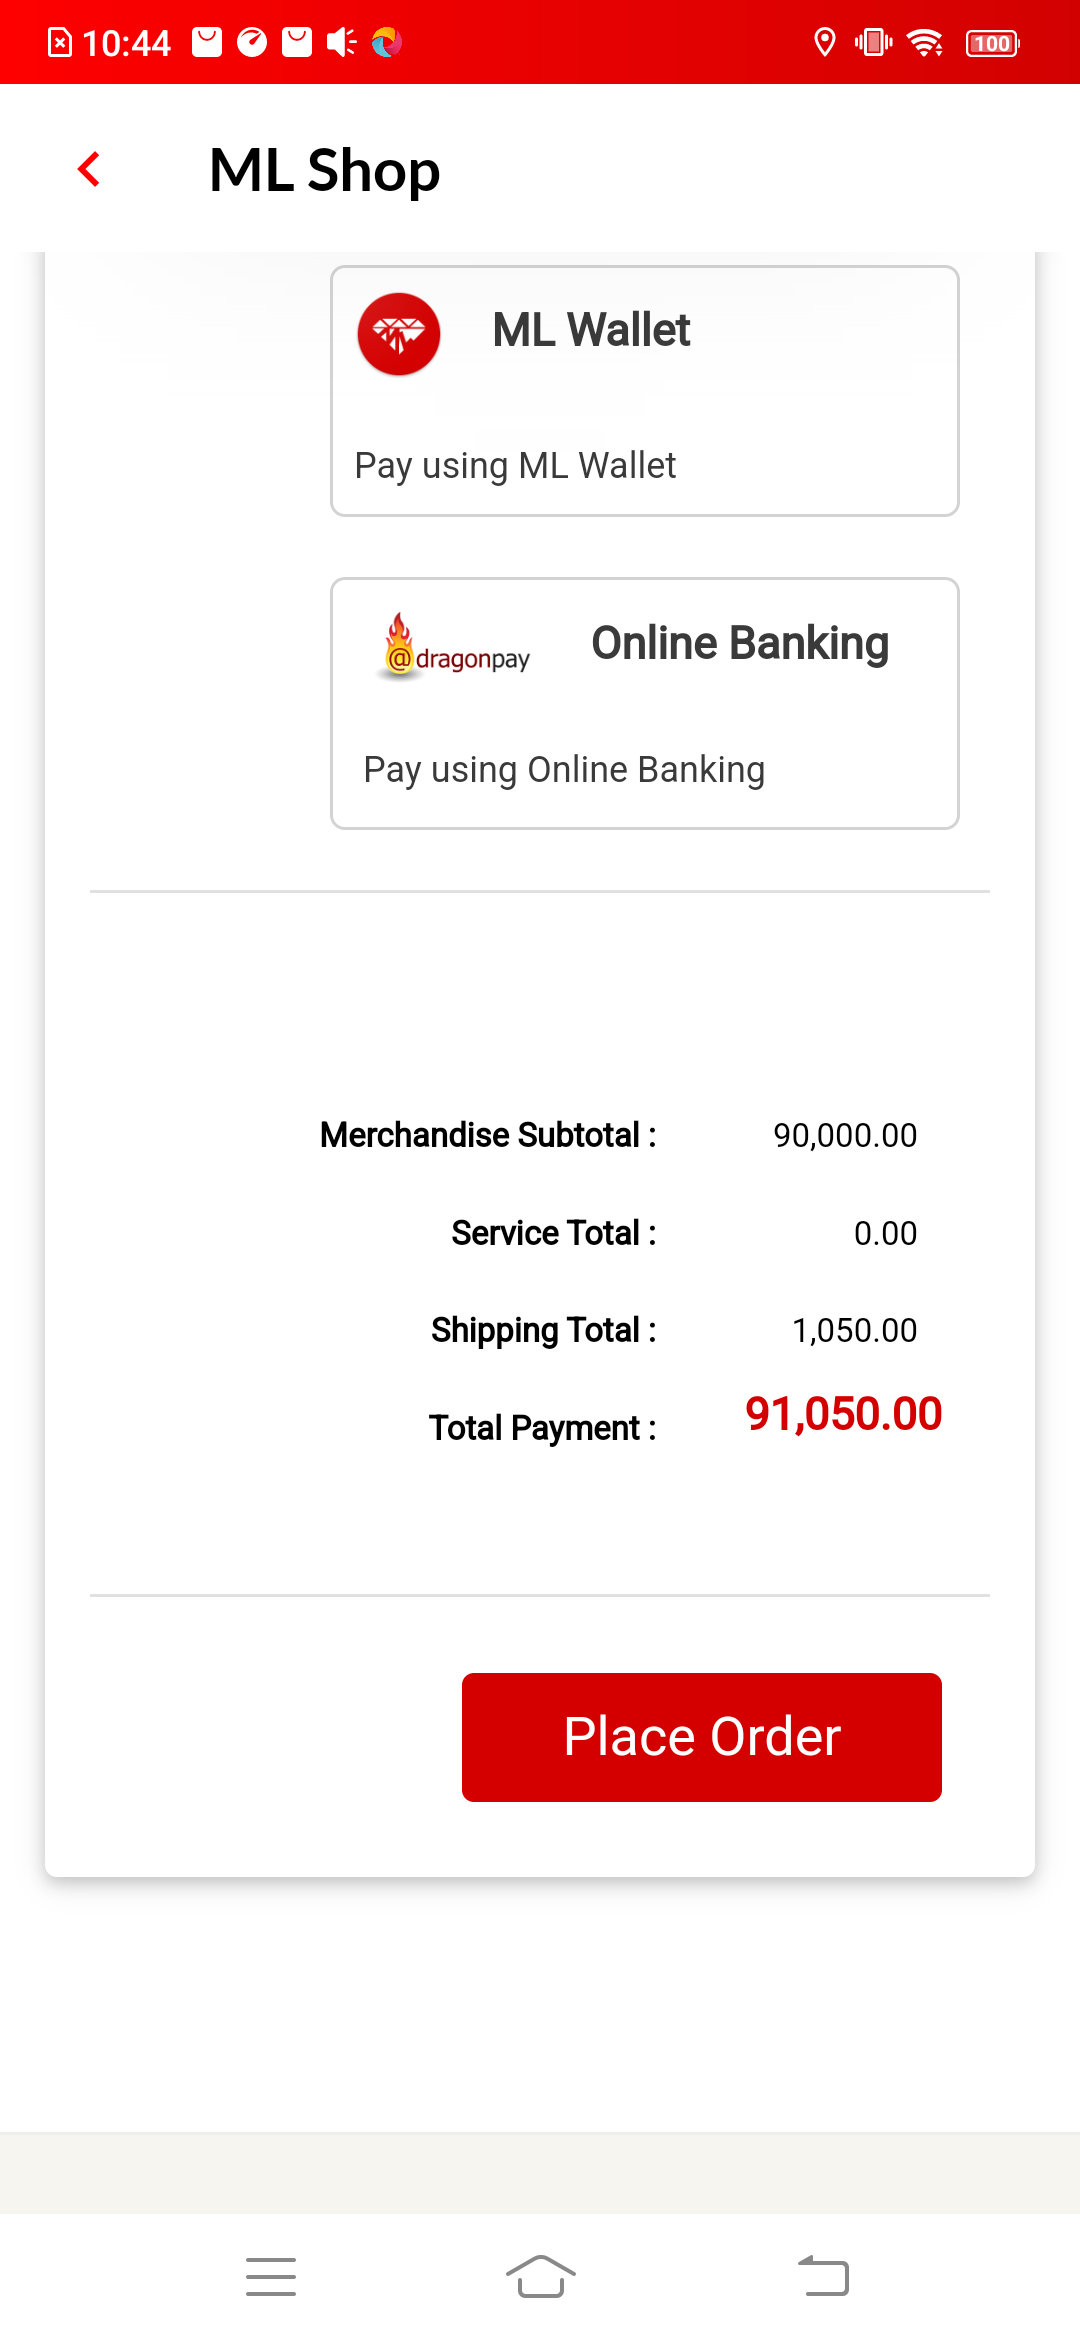 10:44
100
ML Shop
ML Wallet
Pay using ML Wallet
@dragonpay
Online Banking
Pay using Online Banking
Merchandise Subtotal : 90,000.00
Service Total : 0.00
Shipping Total : 1,050.00
Total Payment : 91,050.00
Place Order